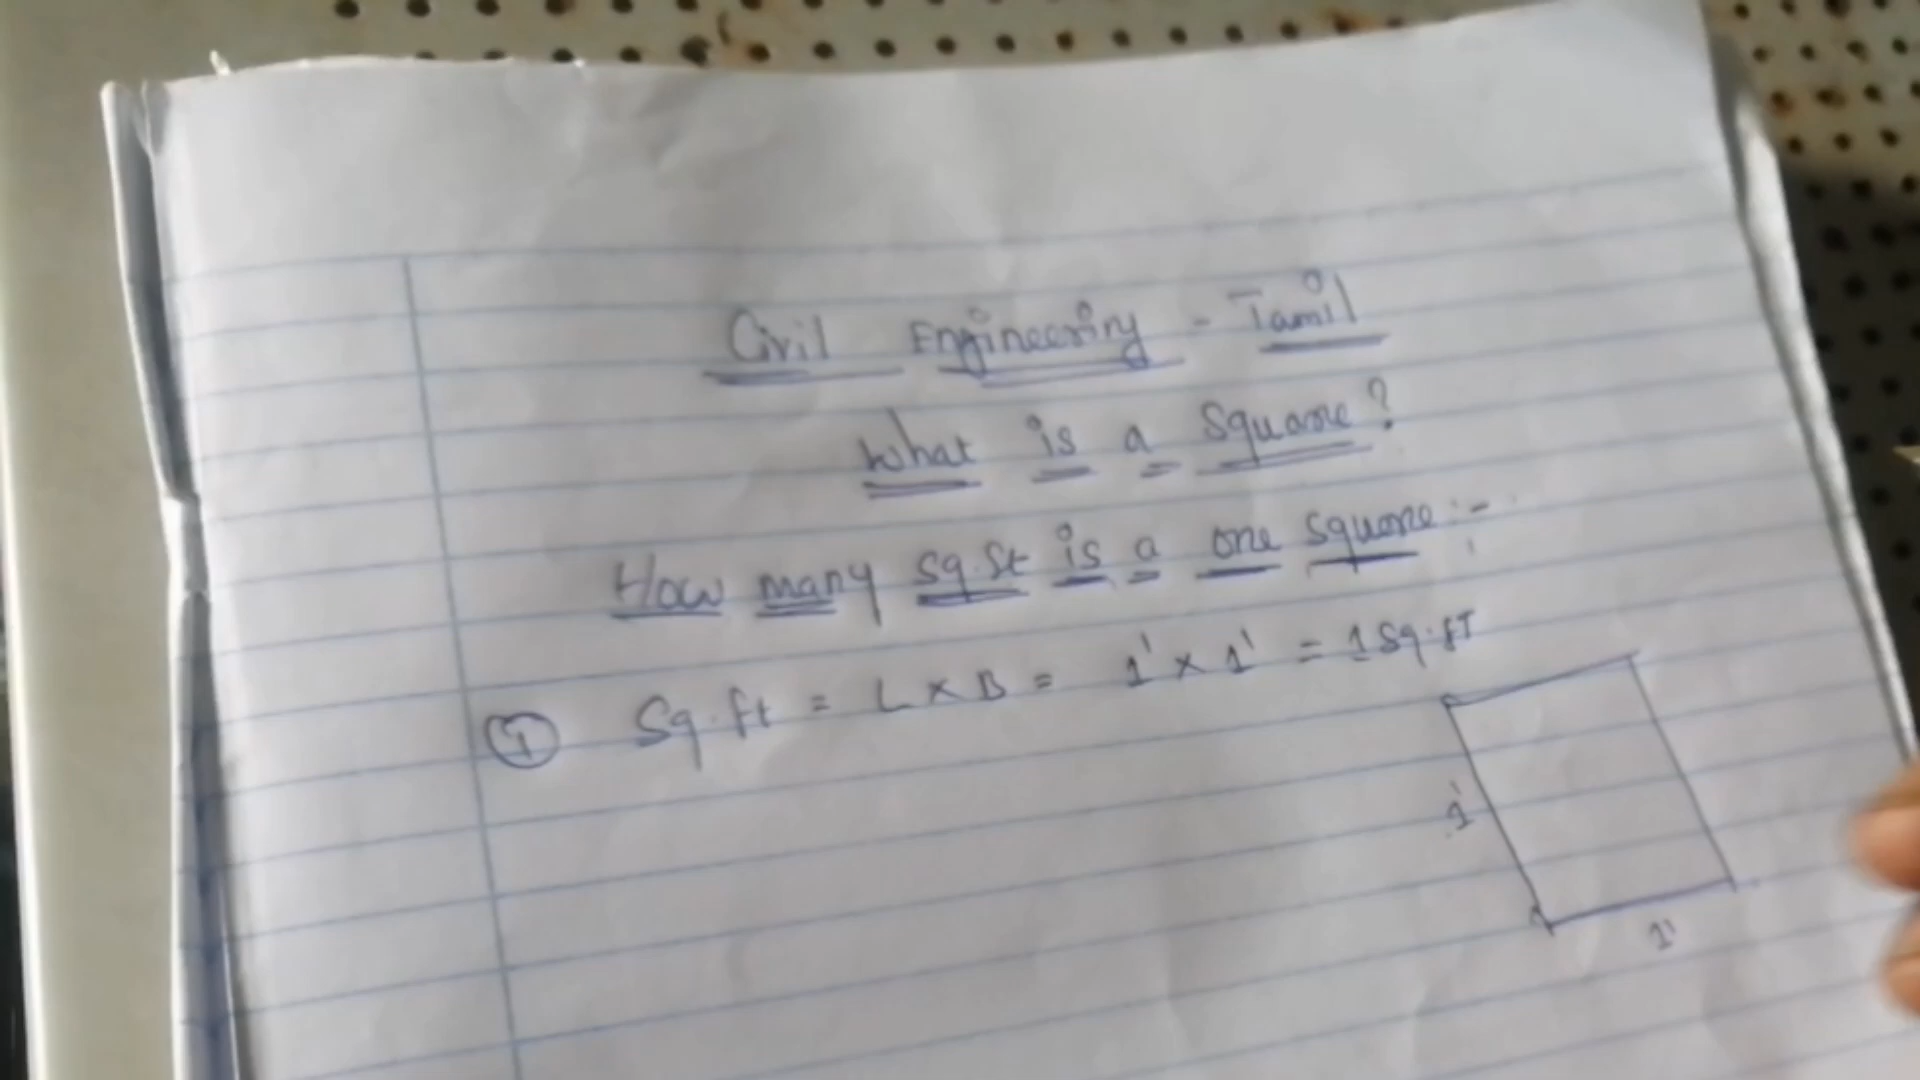 Civil Engineering - Tamil
What is a Square?
How many sq.ft is a one square :-
① Sq.ft = L x B = 1' x 1' = 1 Sq.fT
1'
1'